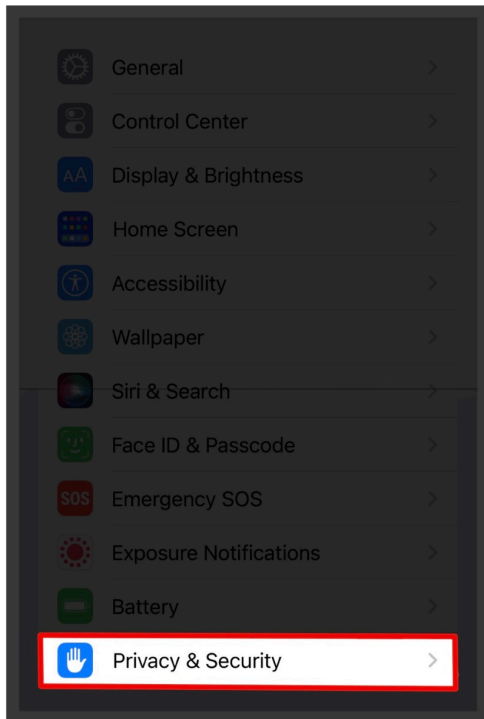 General
Control Center
AA Display & Brightness
Home Screen
Accessibility
Wallpaper
Siri & Search
Face ID & Passcode
SOS Emergency SOS
Exposure Notifications
Battery
Privacy & Security